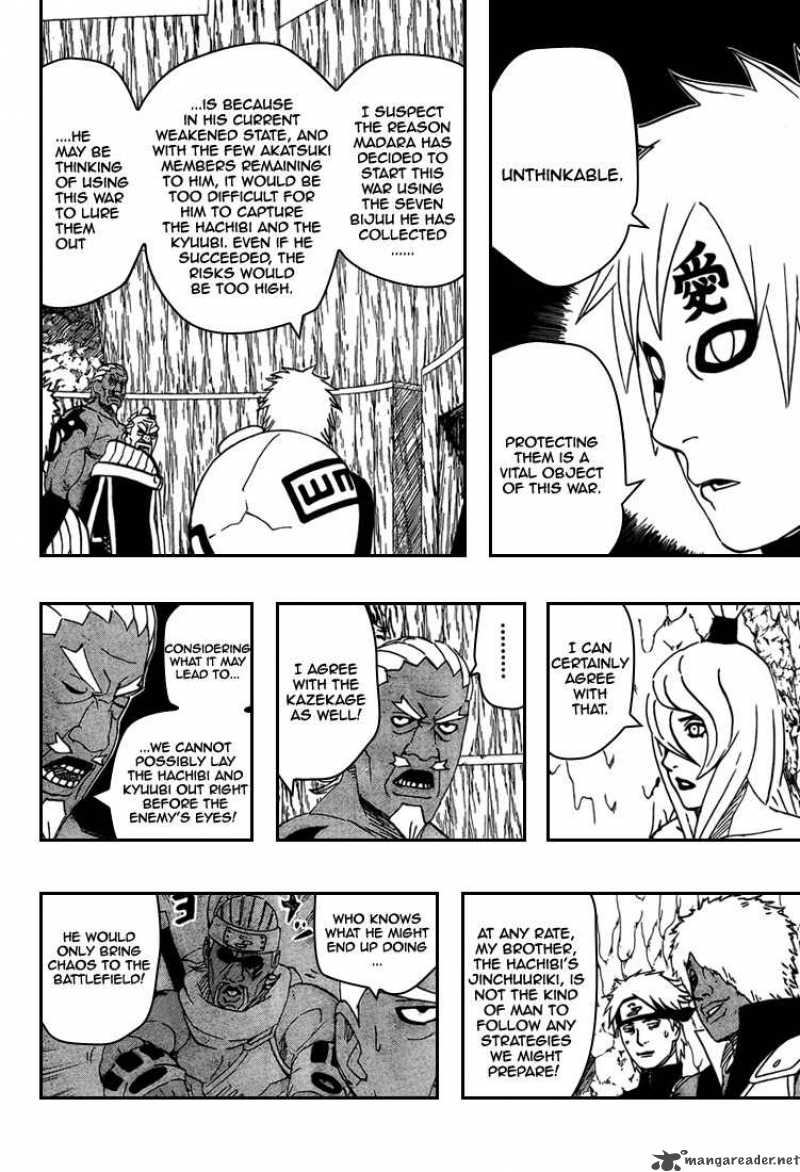 UNTHINKABLE.
愛
PROTECTING
THEM IS A
VITAL OBJECT
OF THIS WAR.
I SUSPECT
THE REASON
MADARA HAS
DECIDED TO
START THIS
WAR USING
THE SEVEN
BIJUU HE HAS
COLLECTED
......
...IS BECAUSE
IN HIS CURRENT
WEAKENED STATE, AND
WITH THE FEW AKATSUKI
MEMBERS REMAINING
TO HIM, IT WOULD BE
TOO DIFFICULT FOR
HIM TO CAPTURE
THE HACHIBI AND THE
KYUUBI. EVEN IF HE
SUCCEEDED, THE
RISKS WOULD
BE TOO HIGH.
....HE
MAY BE
THINKING
OF USING
THIS WAR
TO LURE
THEM
OUT
I CAN
CERTAINLY
AGREE
WITH
THAT.
.........
I AGREE
WITH THE
KAZEKAGE
AS WELL!
CONSIDERING
WHAT IT MAY
LEAD TO...
...WE CANNOT
POSSIBLY LAY
THE HACHIBI AND
KYUUBI OUT RIGHT
BEFORE THE
ENEMY'S EYES!
AT ANY RATE,
MY BROTHER,
THE HACHIBI'S
JINCHUURIKI,
IS NOT THE
KIND OF
MAN TO
FOLLOW ANY
STRATEGIES
WE MIGHT
PREPARE!
WHO KNOWS
WHAT HE MIGHT
END UP DOING
...
HE WOULD
ONLY BRING
CHAOS TO THE
BATTLEFIELD!
mangareader.net